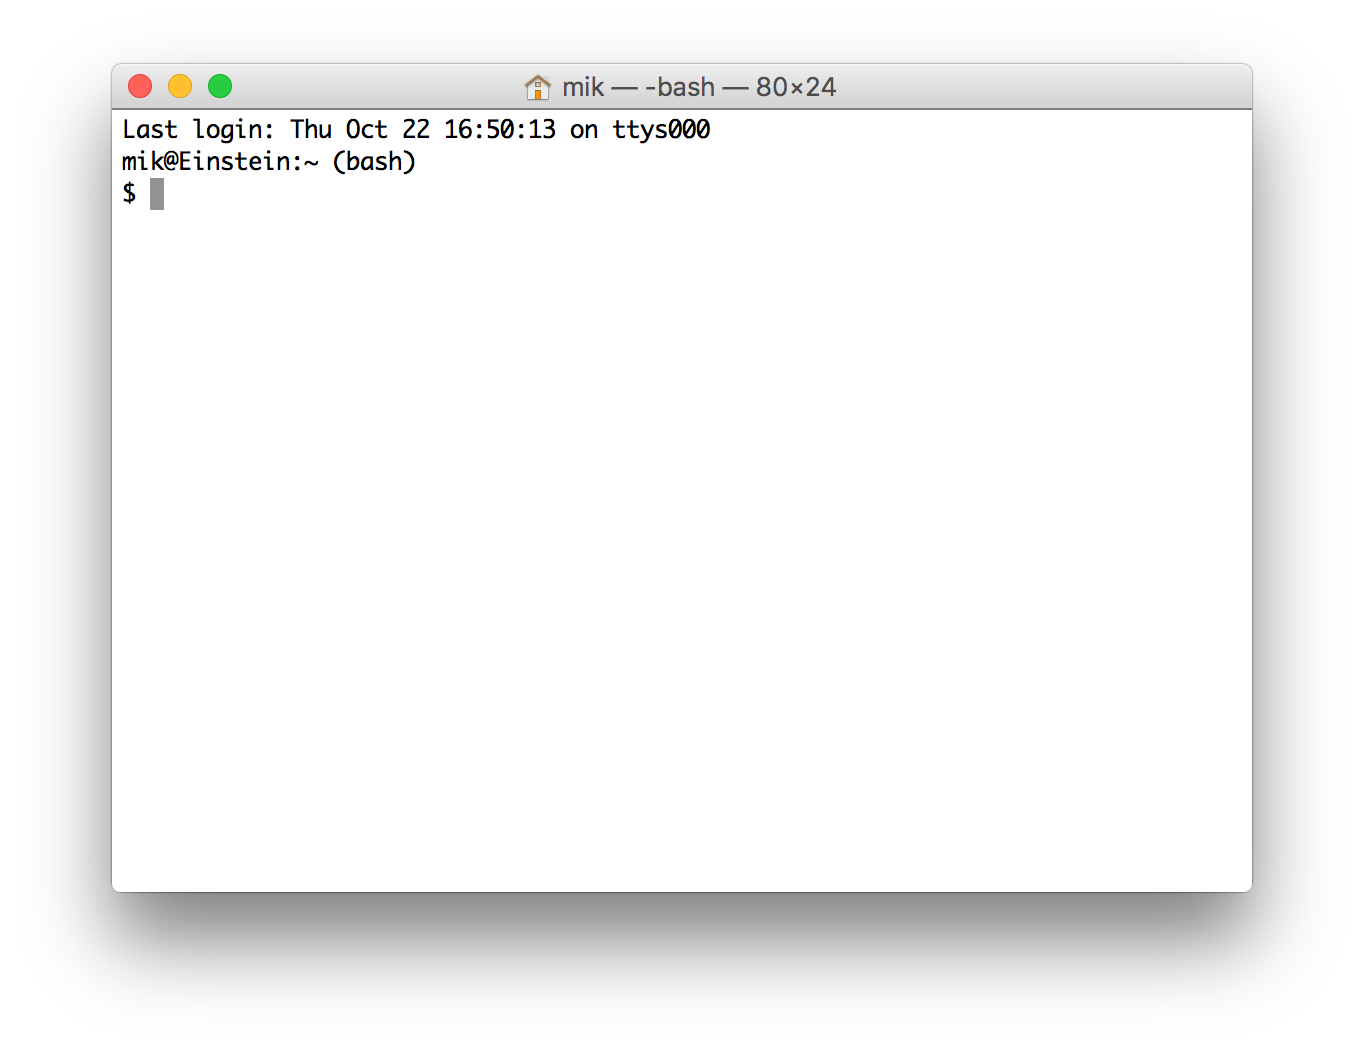 mik — -bash — 80×24
Last login: Thu Oct 22 16:50:13 on ttys000
mik@Einstein:~ (bash)
$